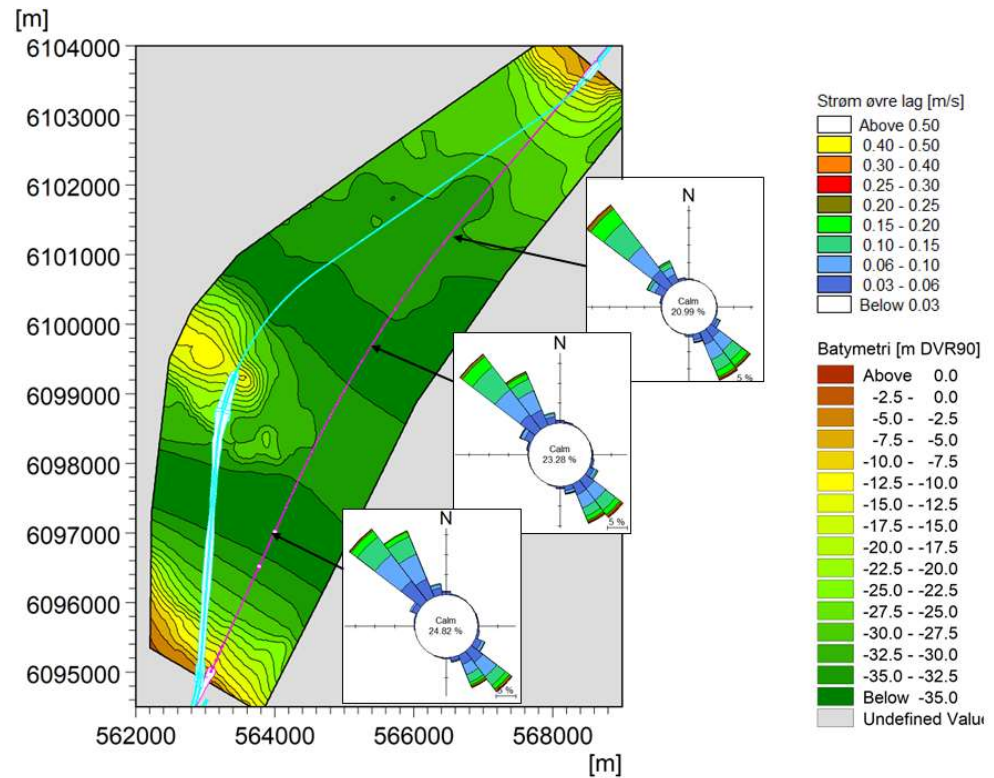 [m]
6104000
6103000
6102000
6101000
6100000
6099000
6098000
6097000
6096000
6095000
562000 564000 566000 568000
[m]
N
Calm
20.99 %
5 %
N
Calm
23.28 %
5 %
N
Calm
24.82 %
5 %
Strøm øvre lag [m/s]
Above 0.50
0.40 - 0.50
0.30 - 0.40
0.25 - 0.30
0.20 - 0.25
0.15 - 0.20
0.10 - 0.15
0.06 - 0.10
0.03 - 0.06
Below 0.03
Batymetri [m DVR90]
Above 0.0
-2.5 - 0.0
-5.0 - -2.5
-7.5 - -5.0
-10.0 - -7.5
-12.5 - -10.0
-15.0 - -12.5
-17.5 - -15.0
-20.0 - -17.5
-22.5 - -20.0
-25.0 - -22.5
-27.5 - -25.0
-30.0 - -27.5
-32.5 - -30.0
-35.0 - -32.5
Below -35.0
Undefined Valu